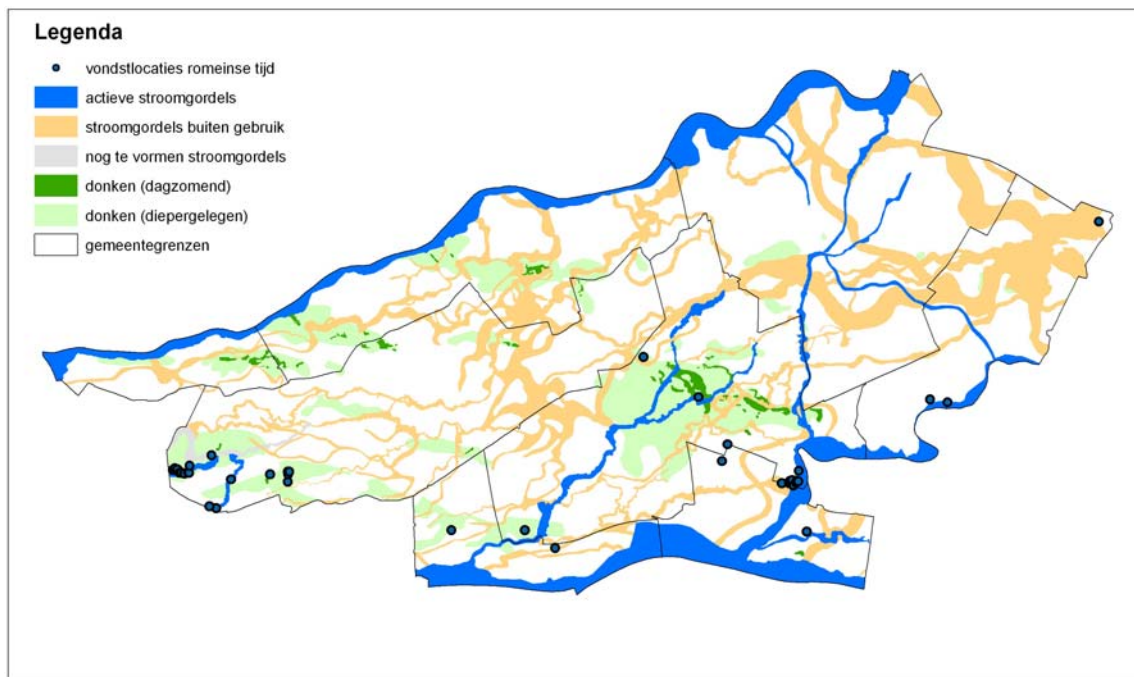 Legenda
vondstlocaties romeinse tijd
actieve stroomgordels
stroomgordels buiten gebruik
nog te vormen stroomgordels
donken (dagzomend)
donken (diepergelegen)
gemeentegrenzen